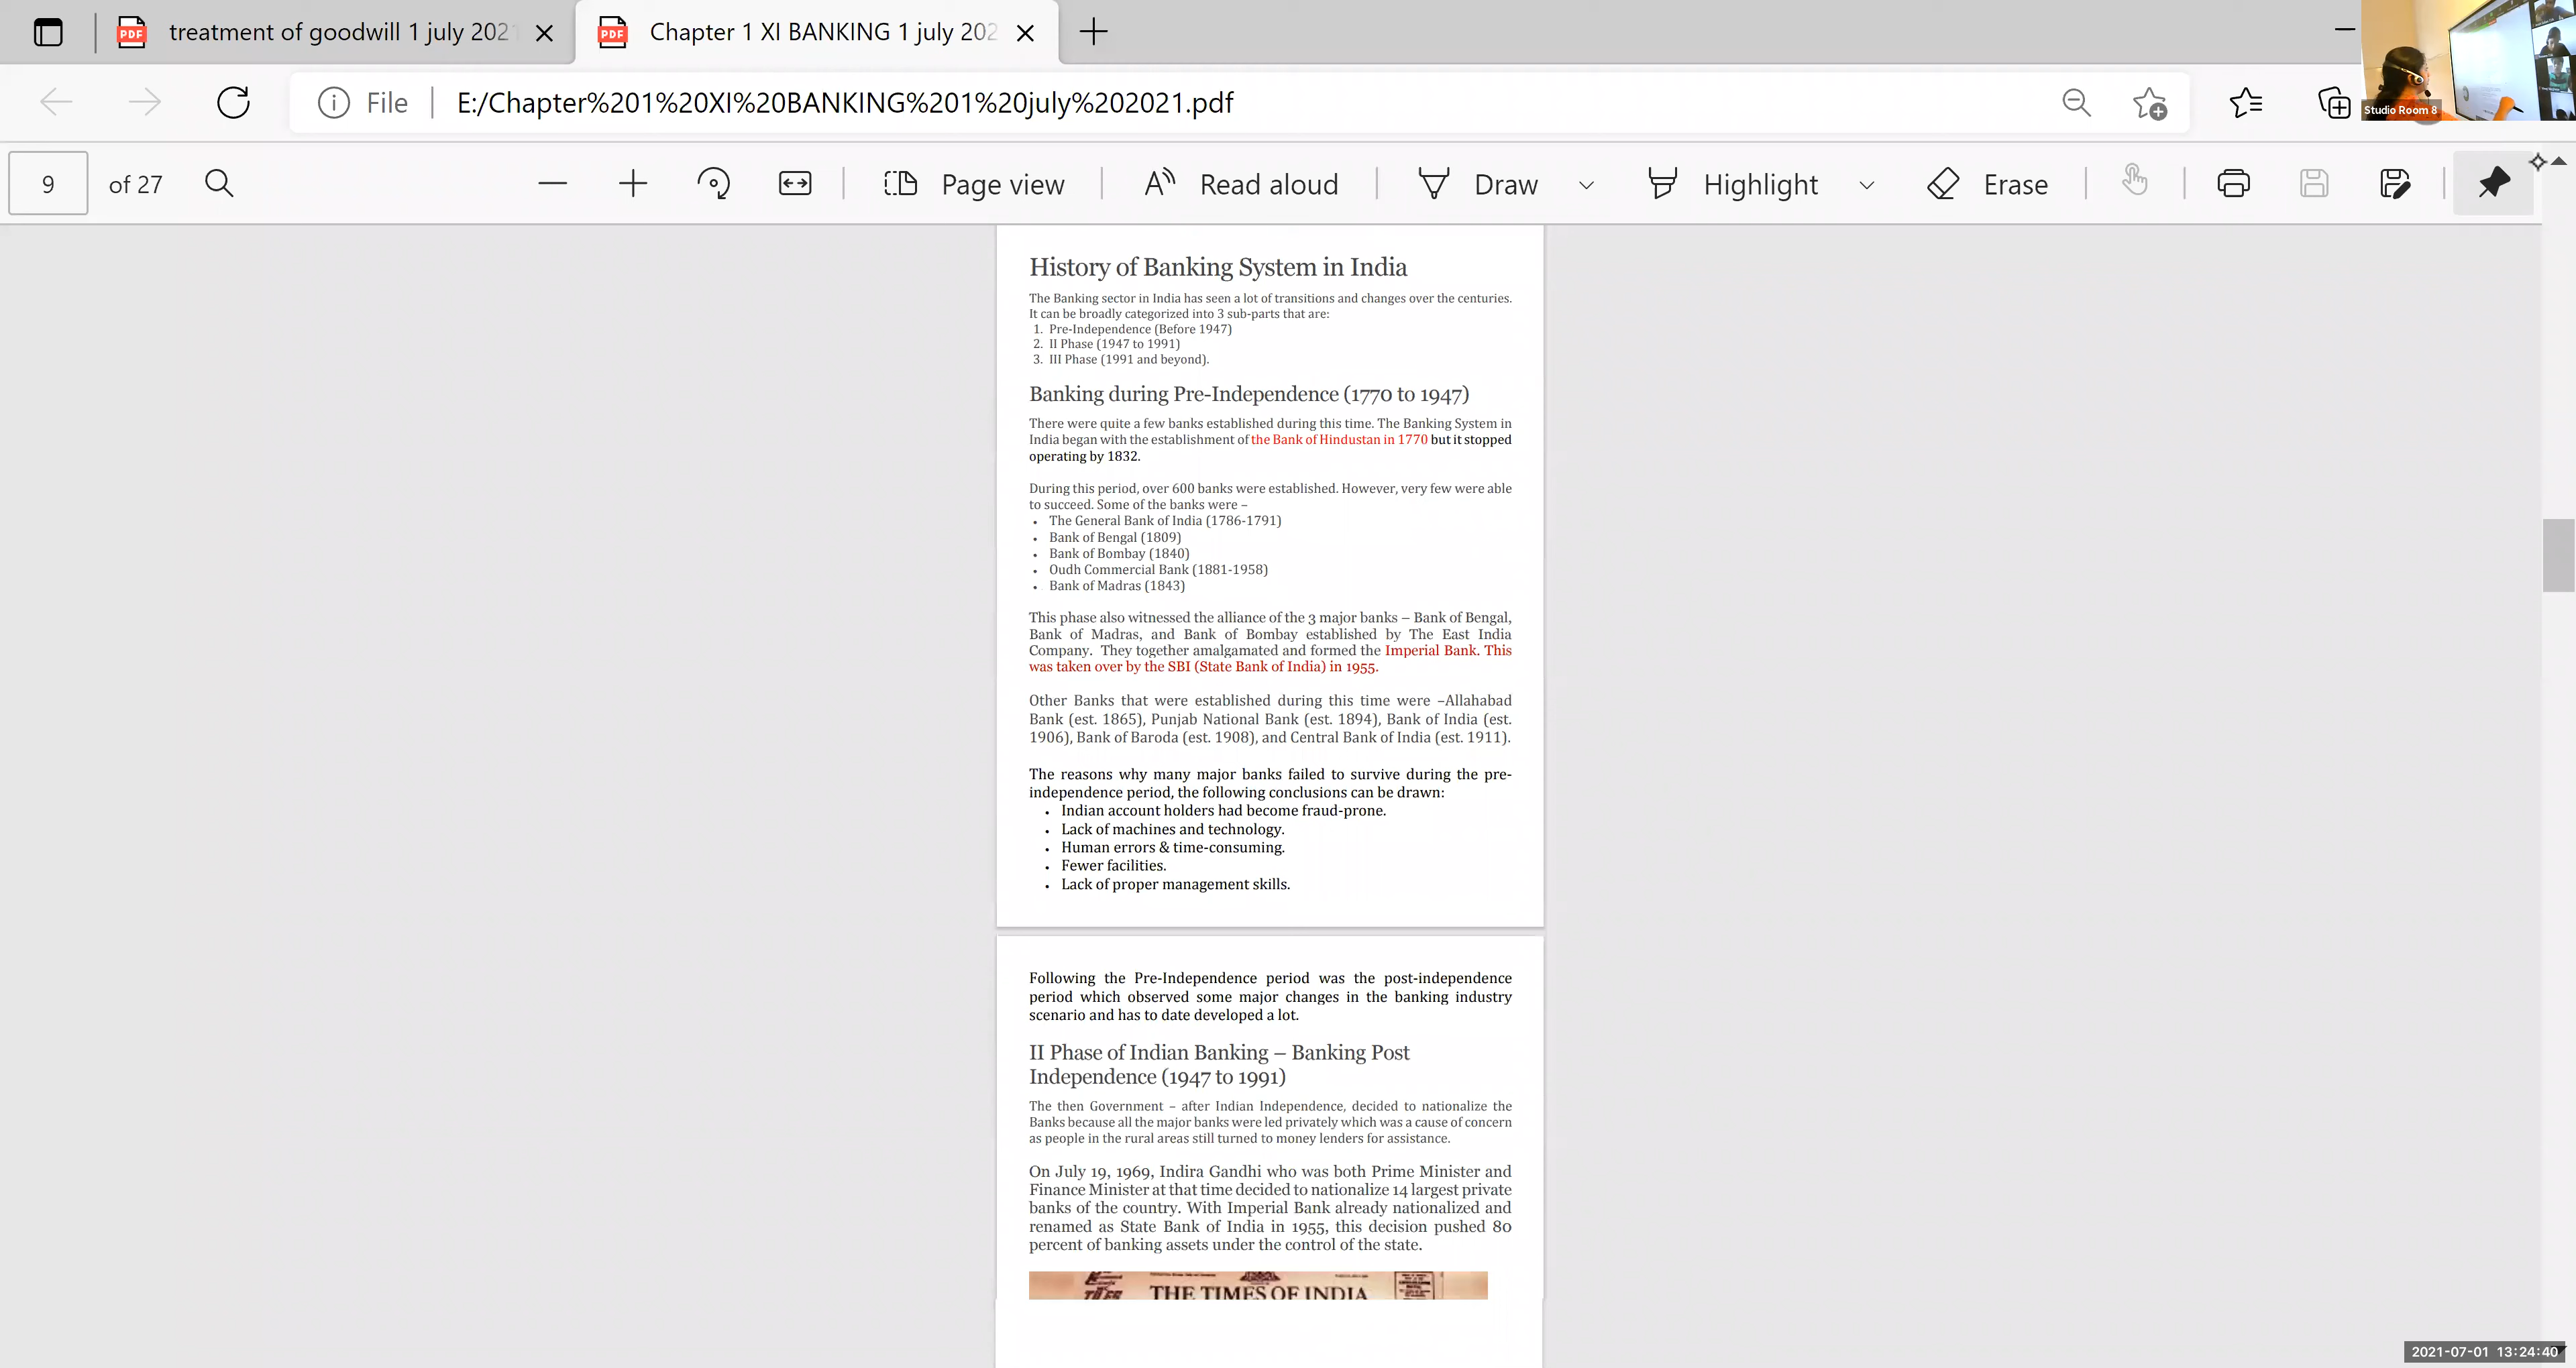 treatment of goodwill 1 july 202
Chapter 1 XI BANKING 1 july 202
File
E:/Chapter%201%20XI%20BANKING%201%20july%202021.pdf
Studio Room 8
9 of 27
Page view
Read aloud
Draw
Highlight
Erase
History of Banking System in India
The Banking sector in India has seen a lot of transitions and changes over the centuries.
It can be broadly categorized into 3 sub-parts that are:
1. Pre-Independence (Before 1947)
2. II Phase (1947 to 1991)
3. III Phase (1991 and beyond).
Banking during Pre-Independence (1770 to 1947)
There were quite a few banks established during this time. The Banking System in
India began with the establishment of the Bank of Hindustan in 1770 but it stopped
operating by 1832.
During this period, over 600 banks were established. However, very few were able
to succeed. Some of the banks were –
• The General Bank of India (1786-1791)
• Bank of Bengal (1809)
• Bank of Bombay (1840)
• Oudh Commercial Bank (1881-1958)
• Bank of Madras (1843)
This phase also witnessed the alliance of the 3 major banks – Bank of Bengal,
Bank of Madras, and Bank of Bombay established by The East India
Company. They together amalgamated and formed the Imperial Bank. This
was taken over by the SBI (State Bank of India) in 1955.
Other Banks that were established during this time were –Allahabad
Bank (est. 1865), Punjab National Bank (est. 1894), Bank of India (est.
1906), Bank of Baroda (est. 1908), and Central Bank of India (est. 1911).
The reasons why many major banks failed to survive during the pre-
independence period, the following conclusions can be drawn:
• Indian account holders had become fraud-prone.
• Lack of machines and technology.
• Human errors & time-consuming.
• Fewer facilities.
• Lack of proper management skills.
Following the Pre-Independence period was the post-independence
period which observed some major changes in the banking industry
scenario and has to date developed a lot.
II Phase of Indian Banking – Banking Post
Independence (1947 to 1991)
The then Government – after Indian Independence, decided to nationalize the
Banks because all the major banks were led privately which was a cause of concern
as people in the rural areas still turned to money lenders for assistance.
On July 19, 1969, Indira Gandhi who was both Prime Minister and
Finance Minister at that time decided to nationalize 14 largest private
banks of the country. With Imperial Bank already nationalized and
renamed as State Bank of India in 1955, this decision pushed 80
percent of banking assets under the control of the state.
THE TIMES OF INDIA
2021-07-01 13:24:40